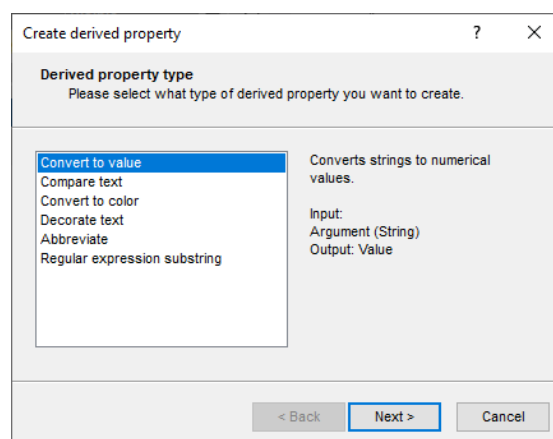 Create derived property
?
Derived property type
Please select what type of derived property you want to create.
Convert to value
Compare text
Convert to color
Decorate text
Abbreviate
Regular expression substring
Converts strings to numerical
values.
Input:
Argument (String)
Output: Value
< Back
Next >
Cancel